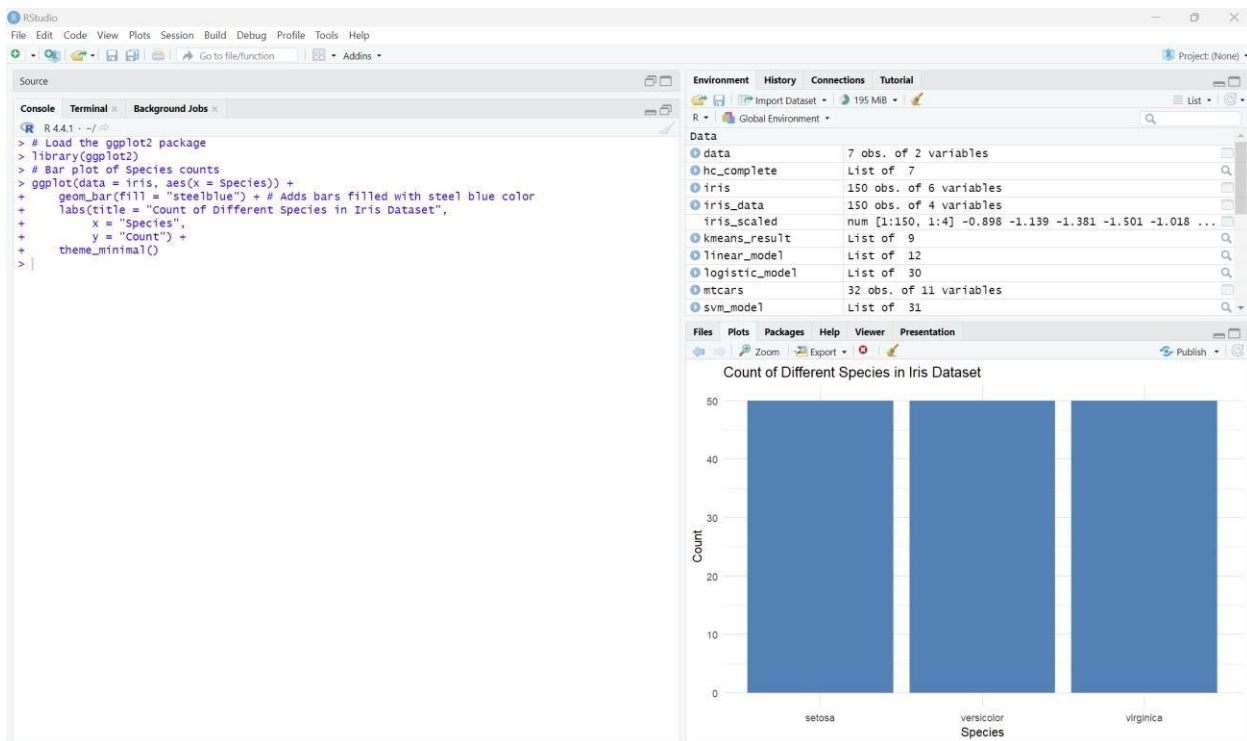 RStudio
File Edit Code View Plots Session Build Debug Profile Tools Help
Go to file/function Addins
Project: (None)
Source
Console Terminal Background Jobs
R 4.4.1 · ~/
> # Load the ggplot2 package
> library(ggplot2)
> # Bar plot of Species counts
> ggplot(data = iris, aes(x = Species)) +
+     geom_bar(fill = "steelblue") + # Adds bars filled with steel blue color
+     labs(title = "Count of Different Species in Iris Dataset",
+          x = "Species",
+          y = "Count") +
+     theme_minimal()
>
Environment History Connections Tutorial
Import Dataset 195 MiB List
R Global Environment
Data
data 7 obs. of 2 variables
hc_complete List of 7
iris 150 obs. of 6 variables
iris_data 150 obs. of 4 variables
iris_scaled num [1:150, 1:4] -0.898 -1.139 -1.381 -1.501 -1.018 ...
kmeans_result List of 9
linear_model List of 12
logistic_model List of 30
mtcars 32 obs. of 11 variables
svm_model List of 31
Files Plots Packages Help Viewer Presentation
Zoom Export Publish
Count of Different Species in Iris Dataset
50
40
30
20
10
0
Count
setosa versicolor virginica
Species